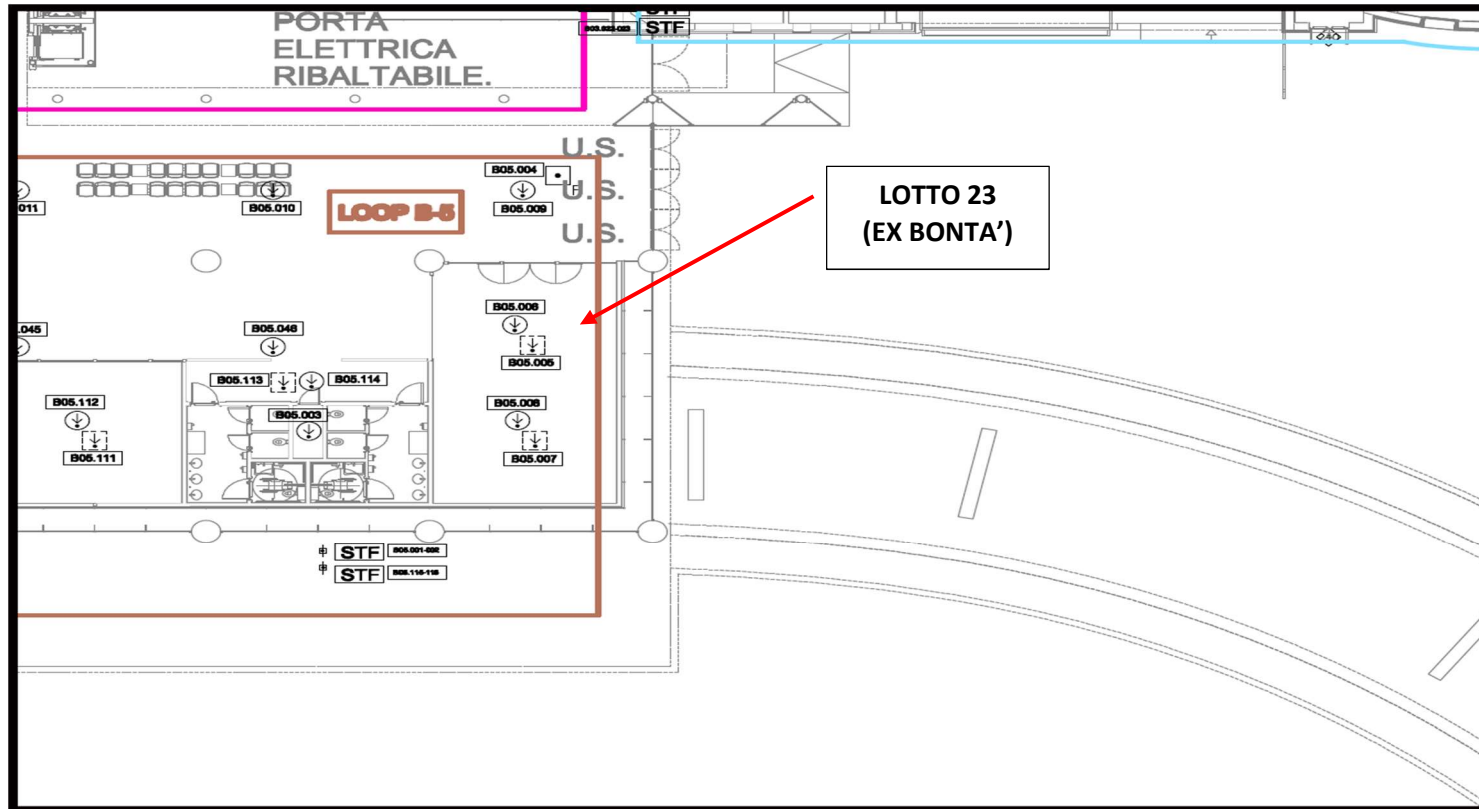 PORTA
ELETTRICA
RIBALTABILE.
STF
U.S.
U.S.
U.S.
B05.004
F
B05.010
LOOP B-5
B05.009
LOTTO 23
(EX BONTA’)
B05.006
B05.005
B05.046
B05.113
B05.114
B05.003
B05.112
B05.111
B05.008
B05.007
STF
STF